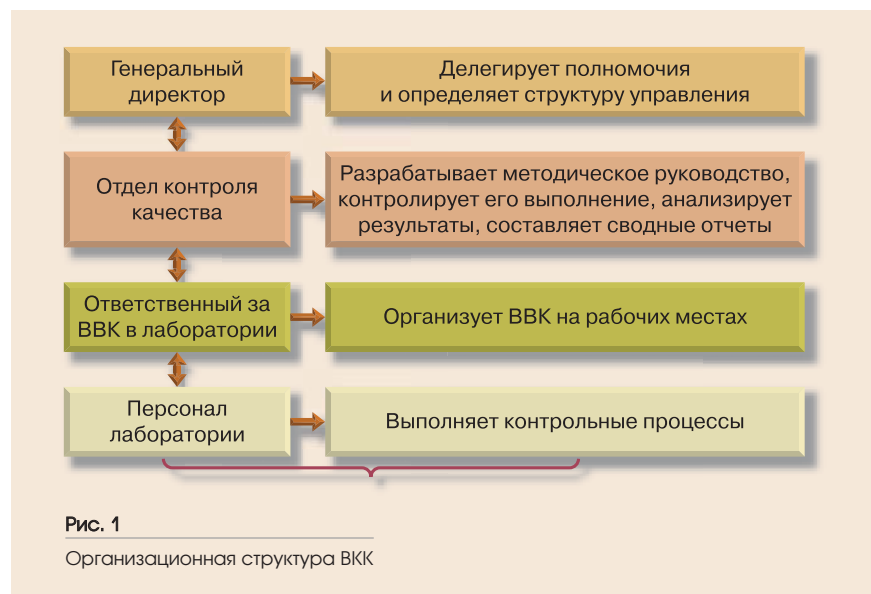 Генеральный
директор
Делегирует полномочия
и определяет структуру управления
Отдел контроля
качества
Разрабатывает методическое руководство,
контролирует его выполнение, анализирует
результаты, составляет сводные отчеты
Ответственный за
ВВК в лаборатории
Организует ВВК на рабочих местах
Персонал
лаборатории
Выполняет контрольные процессы
Рис. 1
Организационная структура ВКК